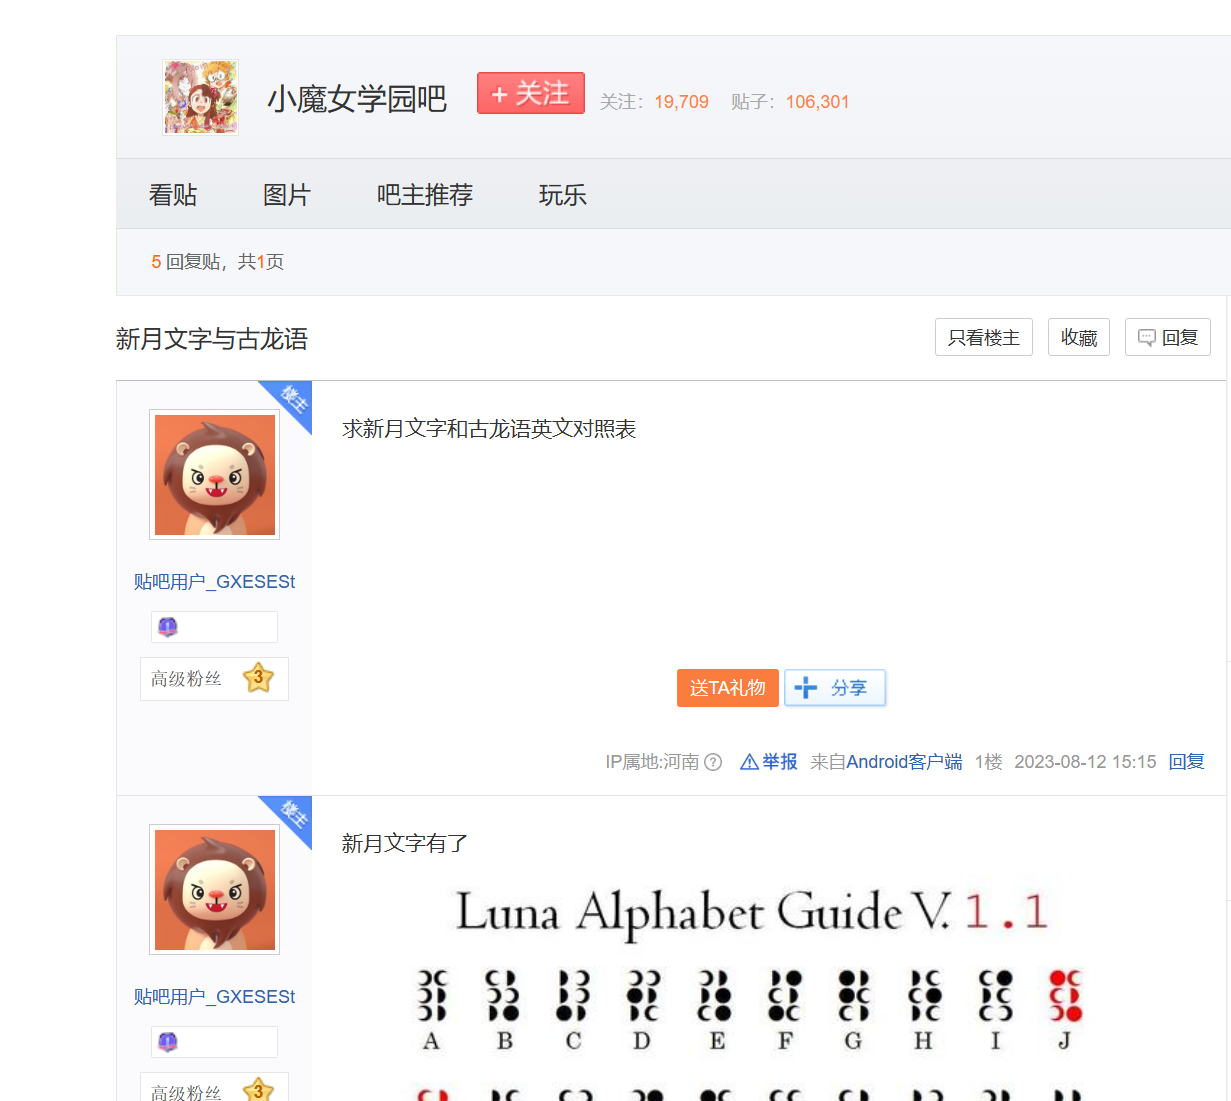 小魔女学园吧
+ 关注
关注：19,709 贴子：106,301
看贴 图片 吧主推荐 玩乐
5 回复贴，共1页
新月文字与古龙语
只看楼主 收藏 回复
楼主
求新月文字和古龙语英文对照表
贴吧用户_GXESESt
1
高级粉丝 3
送TA礼物 分享
IP属地:河南 举报 来自Android客户端 1楼 2023-08-12 15:15 回复
楼主
新月文字有了
Luna Alphabet Guide V. 1.1
A B C D E F G H I J
贴吧用户_GXESESt
1
高级粉丝 3